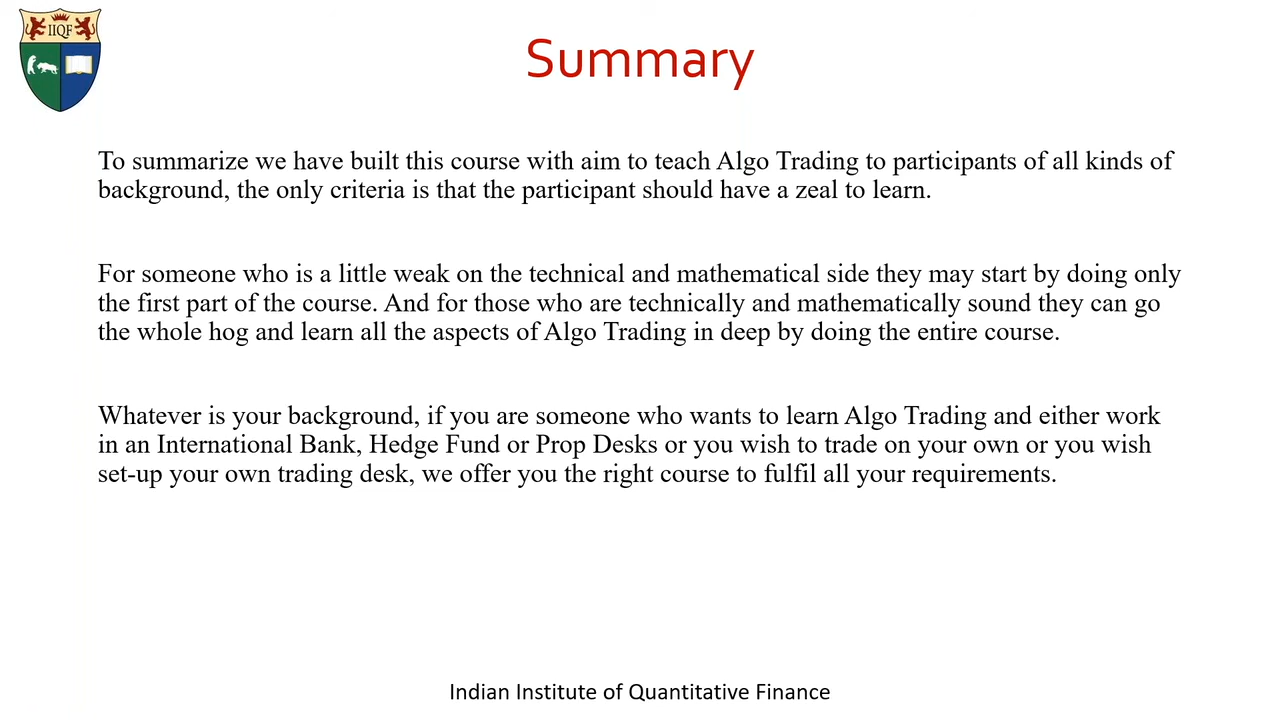 IIQF
Summary
To summarize we have built this course with aim to teach Algo Trading to participants of all kinds of
background, the only criteria is that the participant should have a zeal to learn.
For someone who is a little weak on the technical and mathematical side they may start by doing only
the first part of the course. And for those who are technically and mathematically sound they can go
the whole hog and learn all the aspects of Algo Trading in deep by doing the entire course.
Whatever is your background, if you are someone who wants to learn Algo Trading and either work
in an International Bank, Hedge Fund or Prop Desks or you wish to trade on your own or you wish
set-up your own trading desk, we offer you the right course to fulfil all your requirements.
Indian Institute of Quantitative Finance